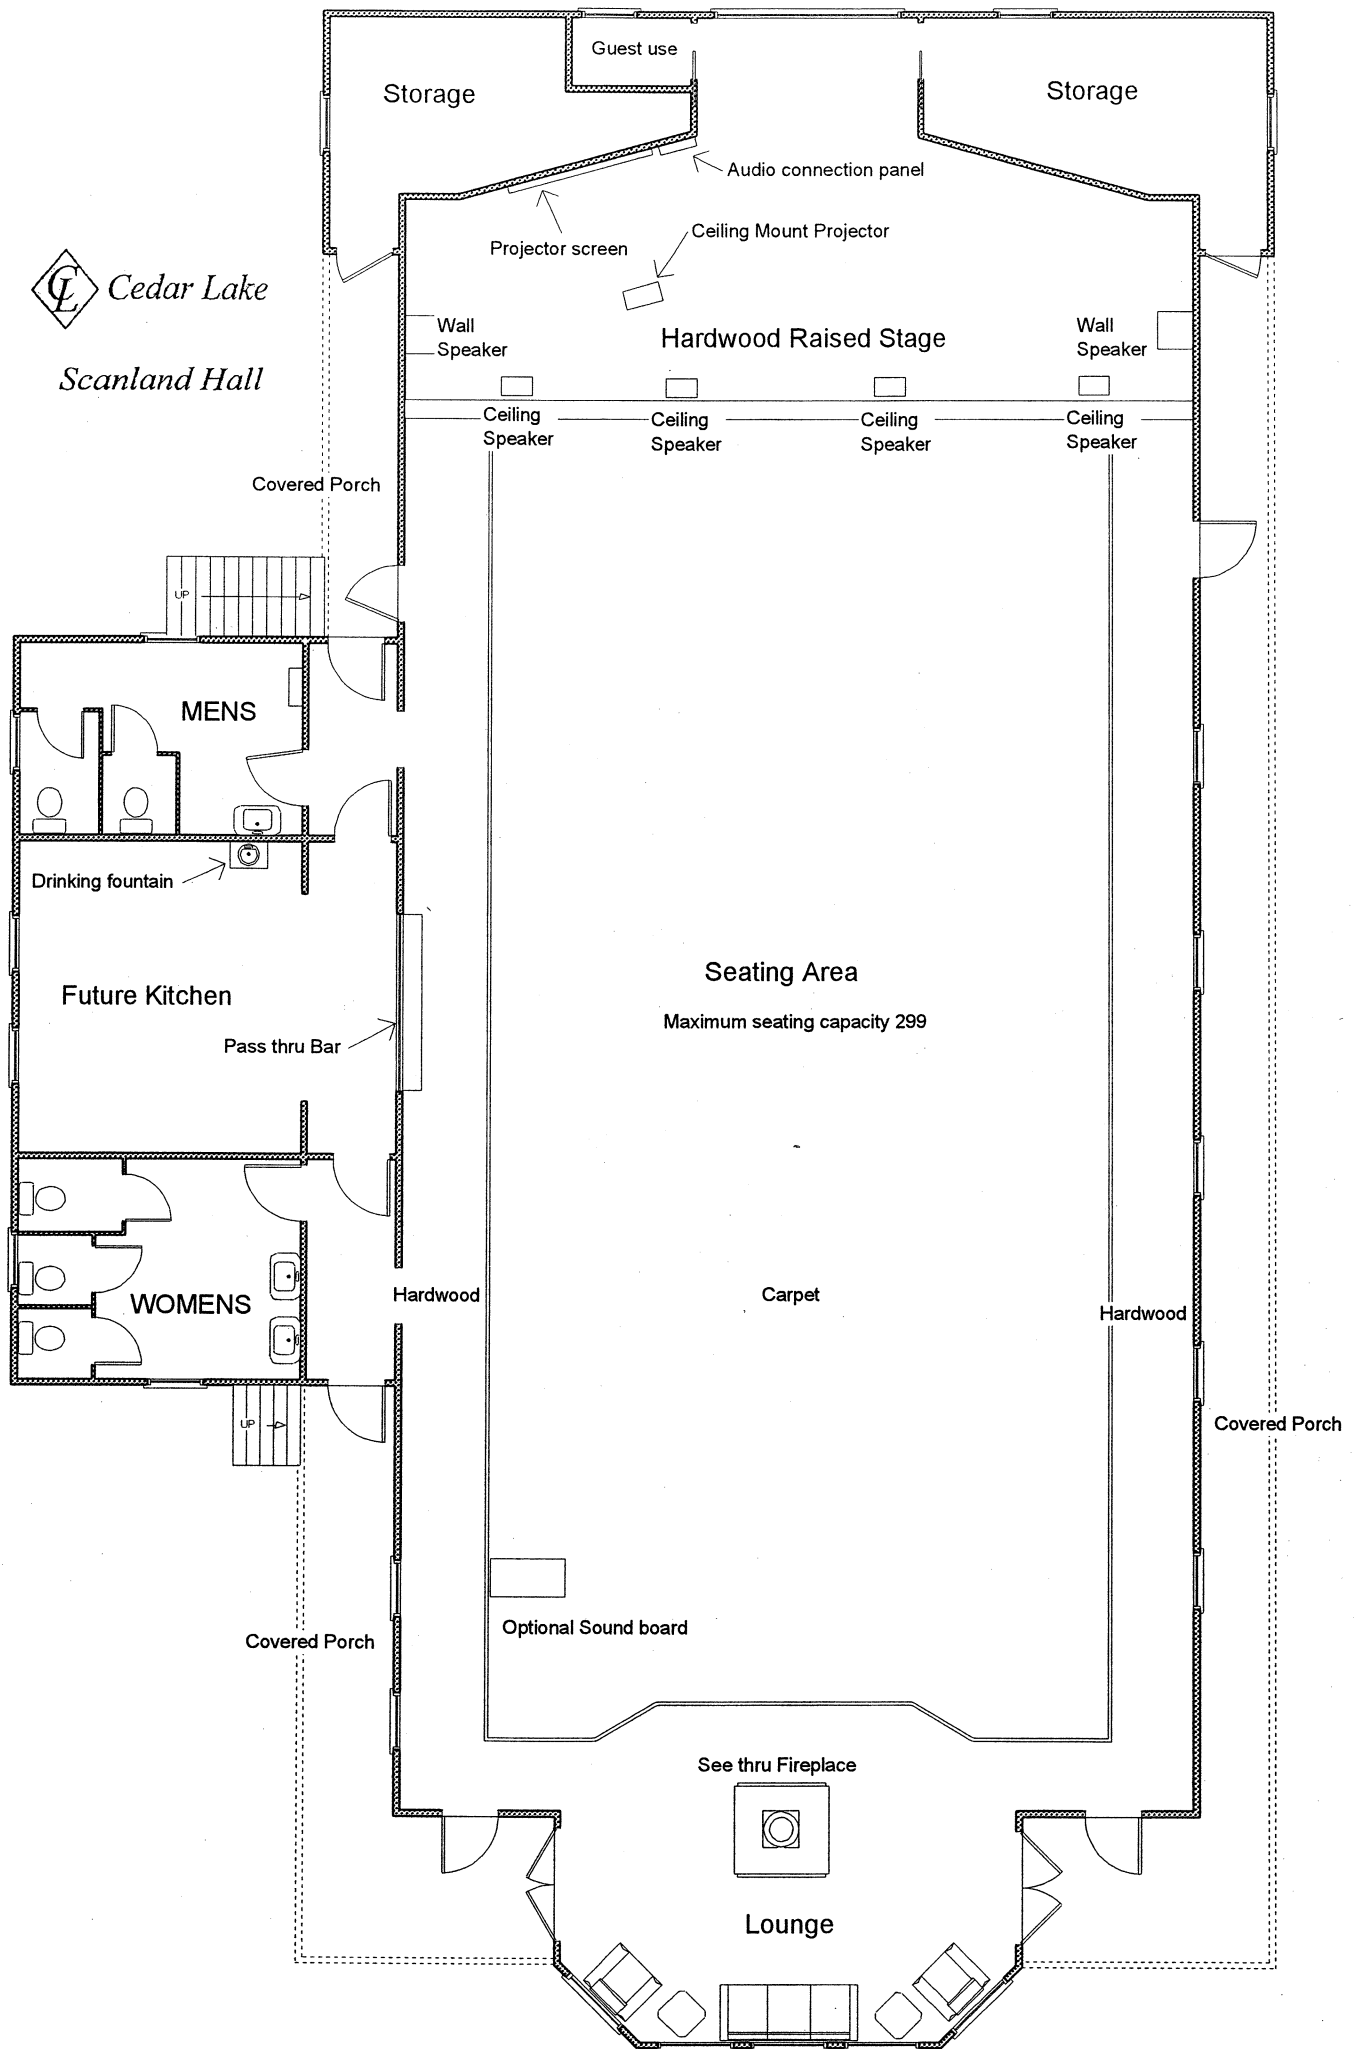 Guest use
Storage
Storage
Audio connection panel
Projector screen
Ceiling Mount Projector
CL Cedar Lake
Scanland Hall
Wall
Speaker
Hardwood Raised Stage
Wall
Speaker
Ceiling
Speaker
Ceiling
Speaker
Ceiling
Speaker
Ceiling
Speaker
Covered Porch
UP
MENS
Drinking fountain
Future Kitchen
Pass thru Bar
Seating Area
Maximum seating capacity 299
WOMENS
Hardwood
Carpet
Hardwood
UP
Covered Porch
Optional Sound board
Covered Porch
See thru Fireplace
Lounge